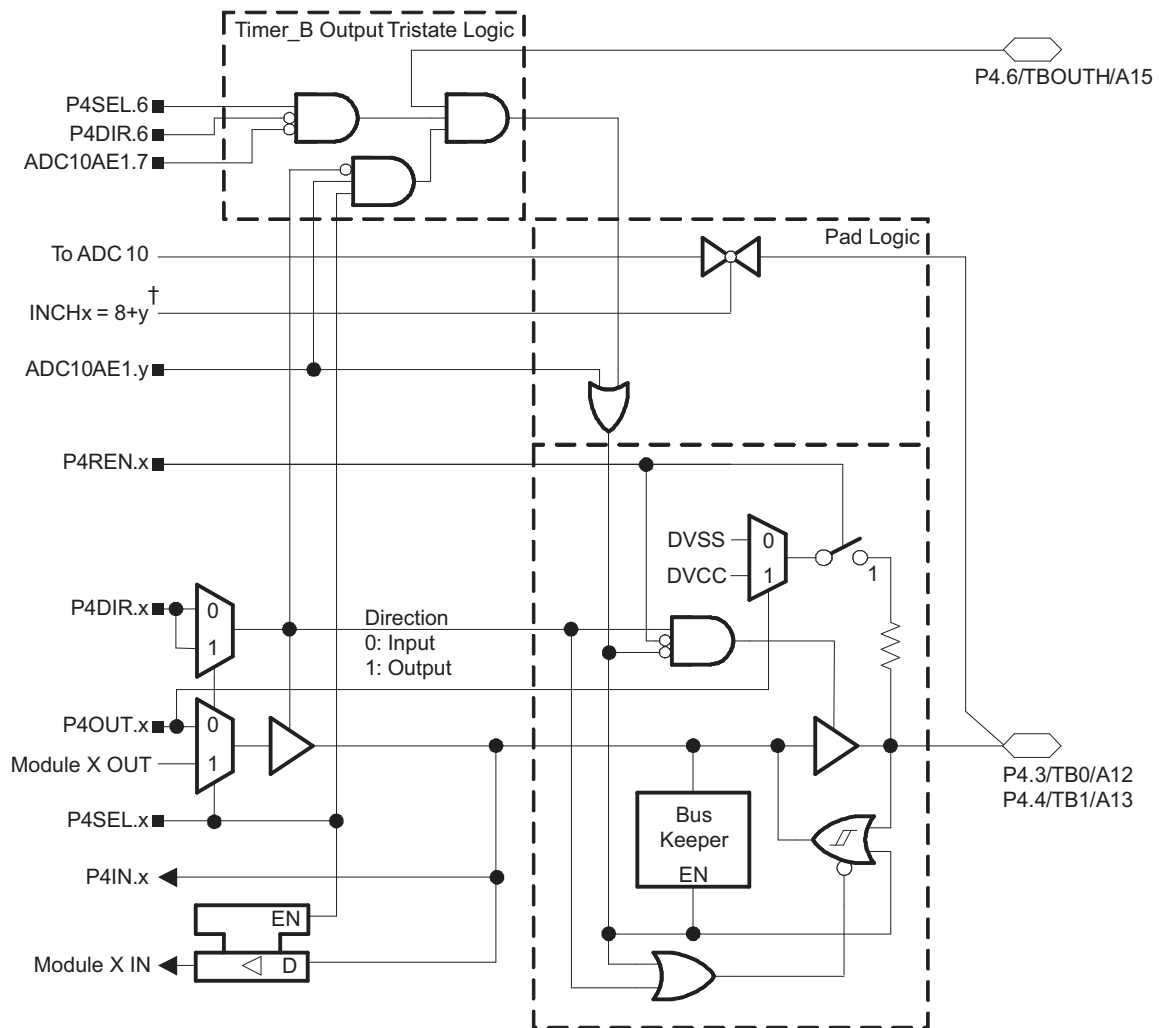 Timer_B Output Tristate Logic
P4.6/TBOUTH/A15
P4SEL.6
P4DIR.6
ADC10AE1.7
Pad Logic
To ADC 10
INCHx = 8+y†
ADC10AE1.y
P4REN.x
DVSS
0
DVCC
1
1
P4DIR.x
0
1
Direction
0: Input
1: Output
P4OUT.x
0
Module X OUT
1
P4.3/TB0/A12
P4.4/TB1/A13
P4SEL.x
Bus
Keeper
EN
P4IN.x
EN
Module X IN
D